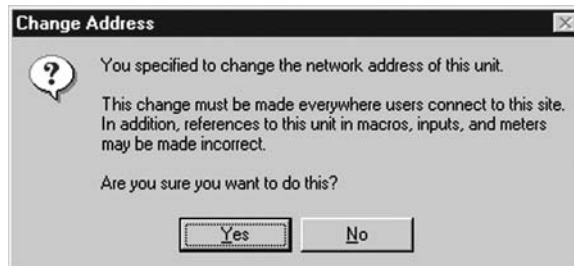 Change Address
You specified to change the network address of this unit.
This change must be made everywhere users connect to this site.
In addition, references to this unit in macros, inputs, and meters
may be made incorrect.
Are you sure you want to do this?
Yes
No